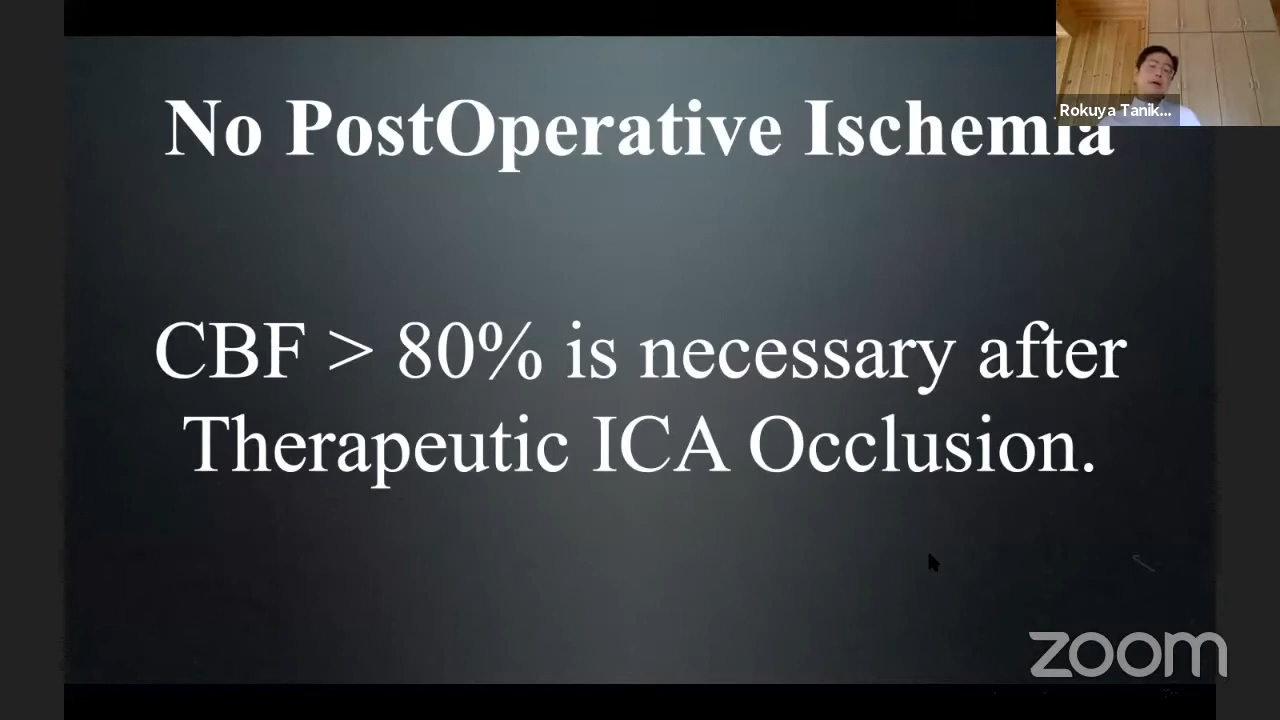 No PostOperative Ischemia
Rokuya Tanik...
CBF > 80% is necessary after
Therapeutic ICA Occlusion.
zoom